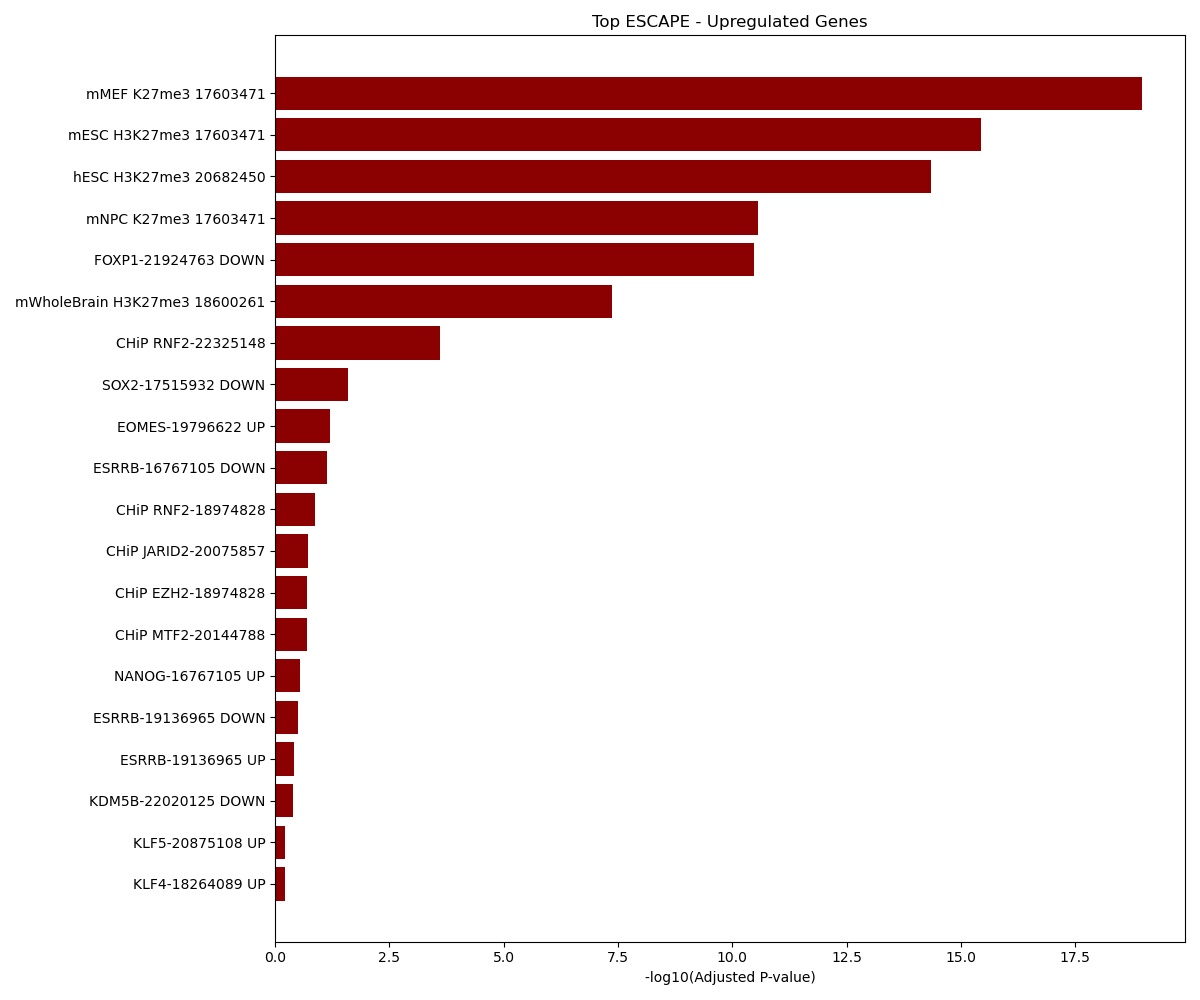 Top ESCAPE - Upregulated Genes
mMEF K27me3 17603471
mESC H3K27me3 17603471
hESC H3K27me3 20682450
mNPC K27me3 17603471
FOXP1-21924763 DOWN
mWholeBrain H3K27me3 18600261
CHiP RNF2-22325148
SOX2-17515932 DOWN
EOMES-19796622 UP
ESRRB-16767105 DOWN
CHiP RNF2-18974828
CHiP JARID2-20075857
CHiP EZH2-18974828
CHiP MTF2-20144788
NANOG-16767105 UP
ESRRB-19136965 DOWN
ESRRB-19136965 UP
KDM5B-22020125 DOWN
KLF5-20875108 UP
KLF4-18264089 UP
0.0 2.5 5.0 7.5 10.0 12.5 15.0 17.5
-log10(Adjusted P-value)